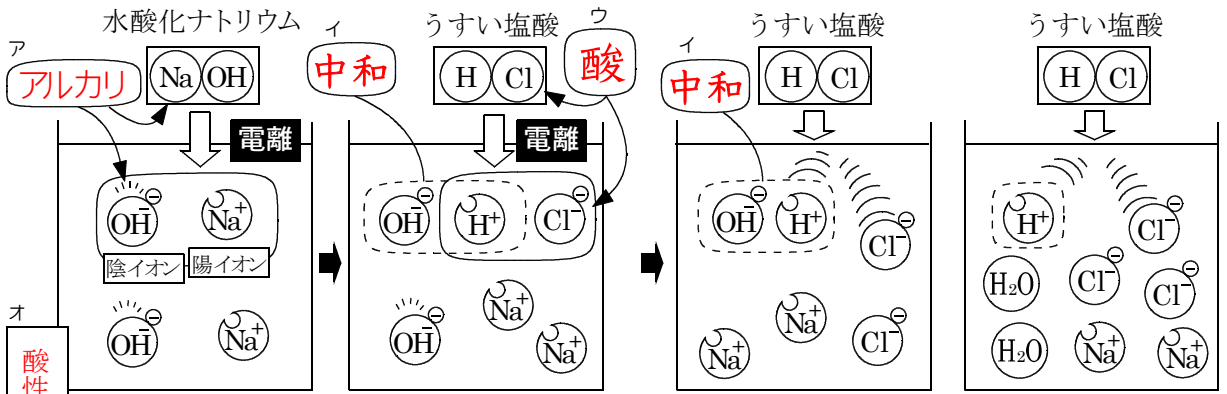 水酸化ナトリウム
うすい塩酸
うすい塩酸
うすい塩酸
ア
アルカリ
Na OH
イ
中和
H Cl
ウ
酸
イ
中和
H Cl
H Cl
電離
電離
OH⁻ ⊖ Na⁺
OH⁻ ⊖ H⁺ Cl⁻ ⊖
OH⁻ ⊖ H⁺ Cl⁻ ⊖
H⁺ Cl⁻ ⊖
陰イオン 陽イオン
H₂O Cl⁻ ⊖ Cl⁻ ⊖
オ
酸性
OH⁻ ⊖ Na⁺
OH⁻ ⊖ Na⁺ Na⁺
Na⁺ Na⁺ Cl⁻ ⊖
H₂O Na⁺ Na⁺